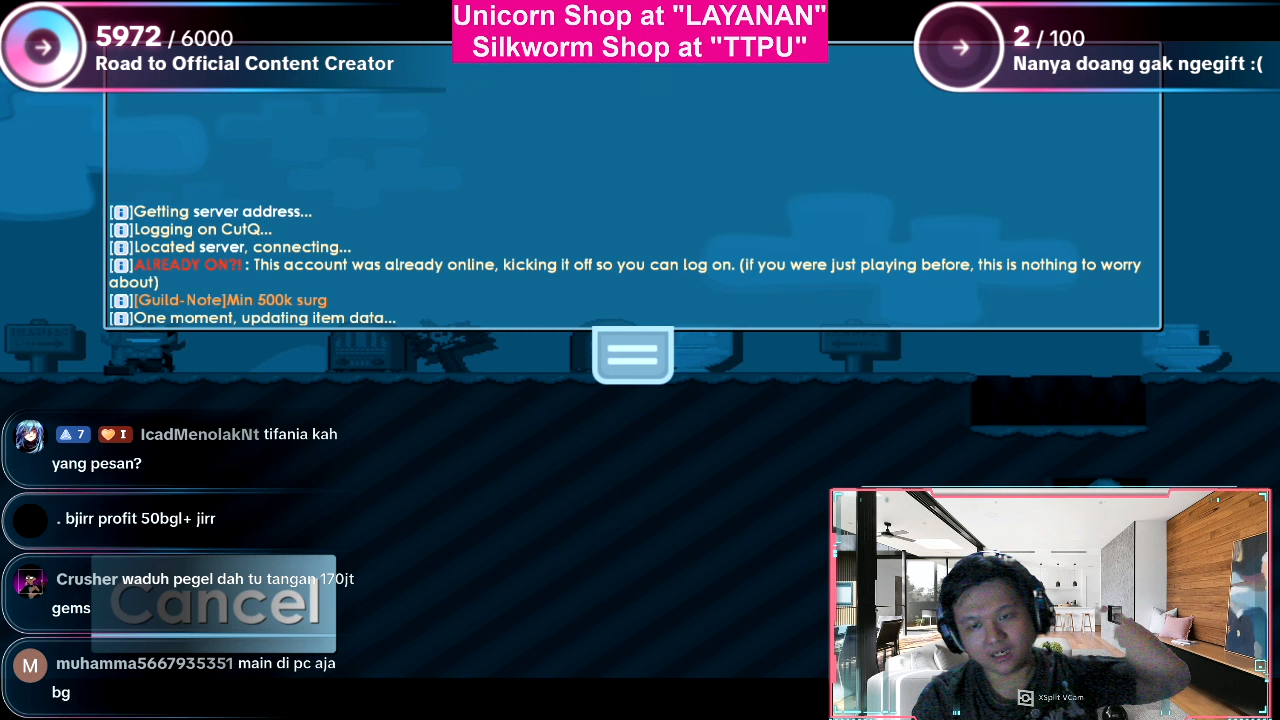 Unicorn Shop at "LAYANAN"
Silkworm Shop at "TTPU"
5972 / 6000
Road to Official Content Creator
2 / 100
Nanya doang gak ngegift :(
[i]Getting server address...
[i]Logging on CutQ...
[i]Located server, connecting...
[i]ALREADY ON?! : This account was already online, kicking it off so you can log on. (if you were just playing before, this is nothing to worry
about)
[i][Guild-Note]Min 500k surg
[i]One moment, updating item data...
7 I IcadMenolakNt tifania kah
yang pesan?
. bjirr profit 50bgl+ jirr
Crusher waduh pegel dah tu tangan 170jt
gems
Cancel
M muhamma5667935351 main di pc aja
bg
XSplit VCam